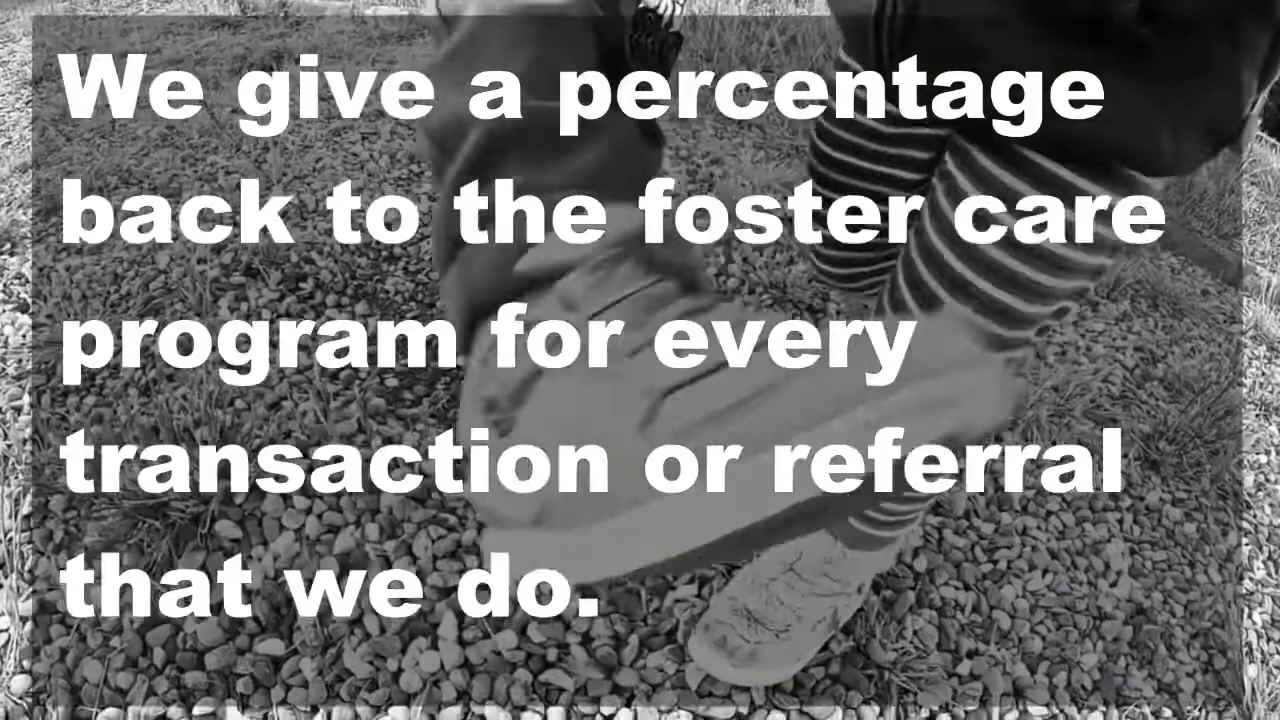 We give a percentage
back to the foster care
program for every
transaction or referral
that we do.